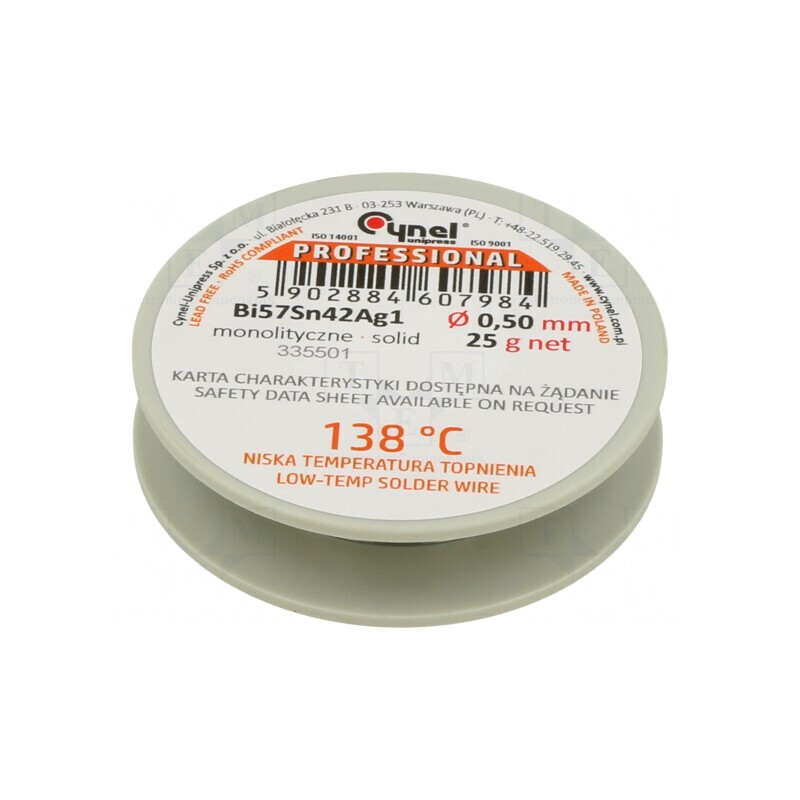 Cynel-Unipress Sp. z o.o. · ul. Białołęcka 231 B · 03-253 Warszawa (PL) · T: +48-22.519 29 45 · www.cynel.com.pl
LEAD FREE · RoHS COMPLIANT
Cynel
unipress
ISO 14001
ISO 9001
PROFESSIONAL
MADE IN POLAND
5 902884 607984
Bi57Sn42Ag1
Ø 0,50 mm
monolityczne · solid
25 g net
335501
KARTA CHARAKTERYSTYKI DOSTĘPNA NA ŻĄDANIE
SAFETY DATA SHEET AVAILABLE ON REQUEST
138 °C
NISKA TEMPERATURA TOPNIENIA
LOW-TEMP SOLDER WIRE
TME